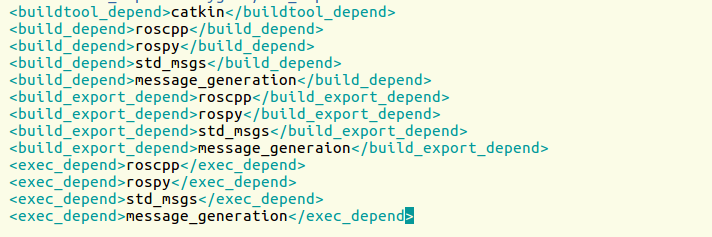 <buildtool_depend>catkin</buildtool_depend>
<build_depend>roscpp</build_depend>
<build_depend>rospy</build_depend>
<build_depend>std_msgs</build_depend>
<build_depend>message_generation</build_depend>
<build_export_depend>roscpp</build_export_depend>
<build_export_depend>rospy</build_export_depend>
<build_export_depend>std_msgs</build_export_depend>
<build_export_depend>message_generaion</build_export_depend>
<exec_depend>roscpp</exec_depend>
<exec_depend>rospy</exec_depend>
<exec_depend>std_msgs</exec_depend>
<exec_depend>message_generation</exec_depend>